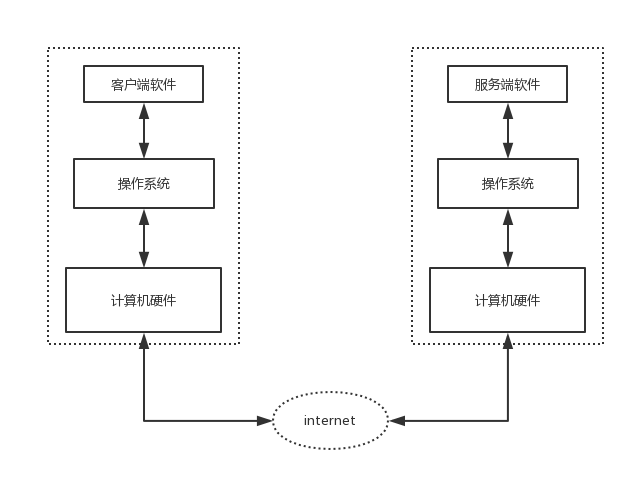 客户端软件
操作系统
计算机硬件
服务端软件
操作系统
计算机硬件
internet